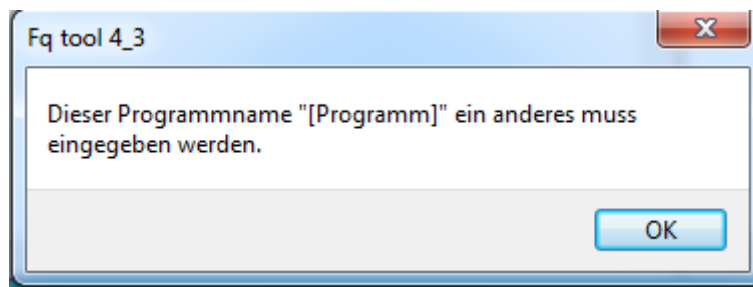 Fq tool 4_3
Dieser Programmname "[Programm]" ein anderes muss
eingegeben werden.
OK